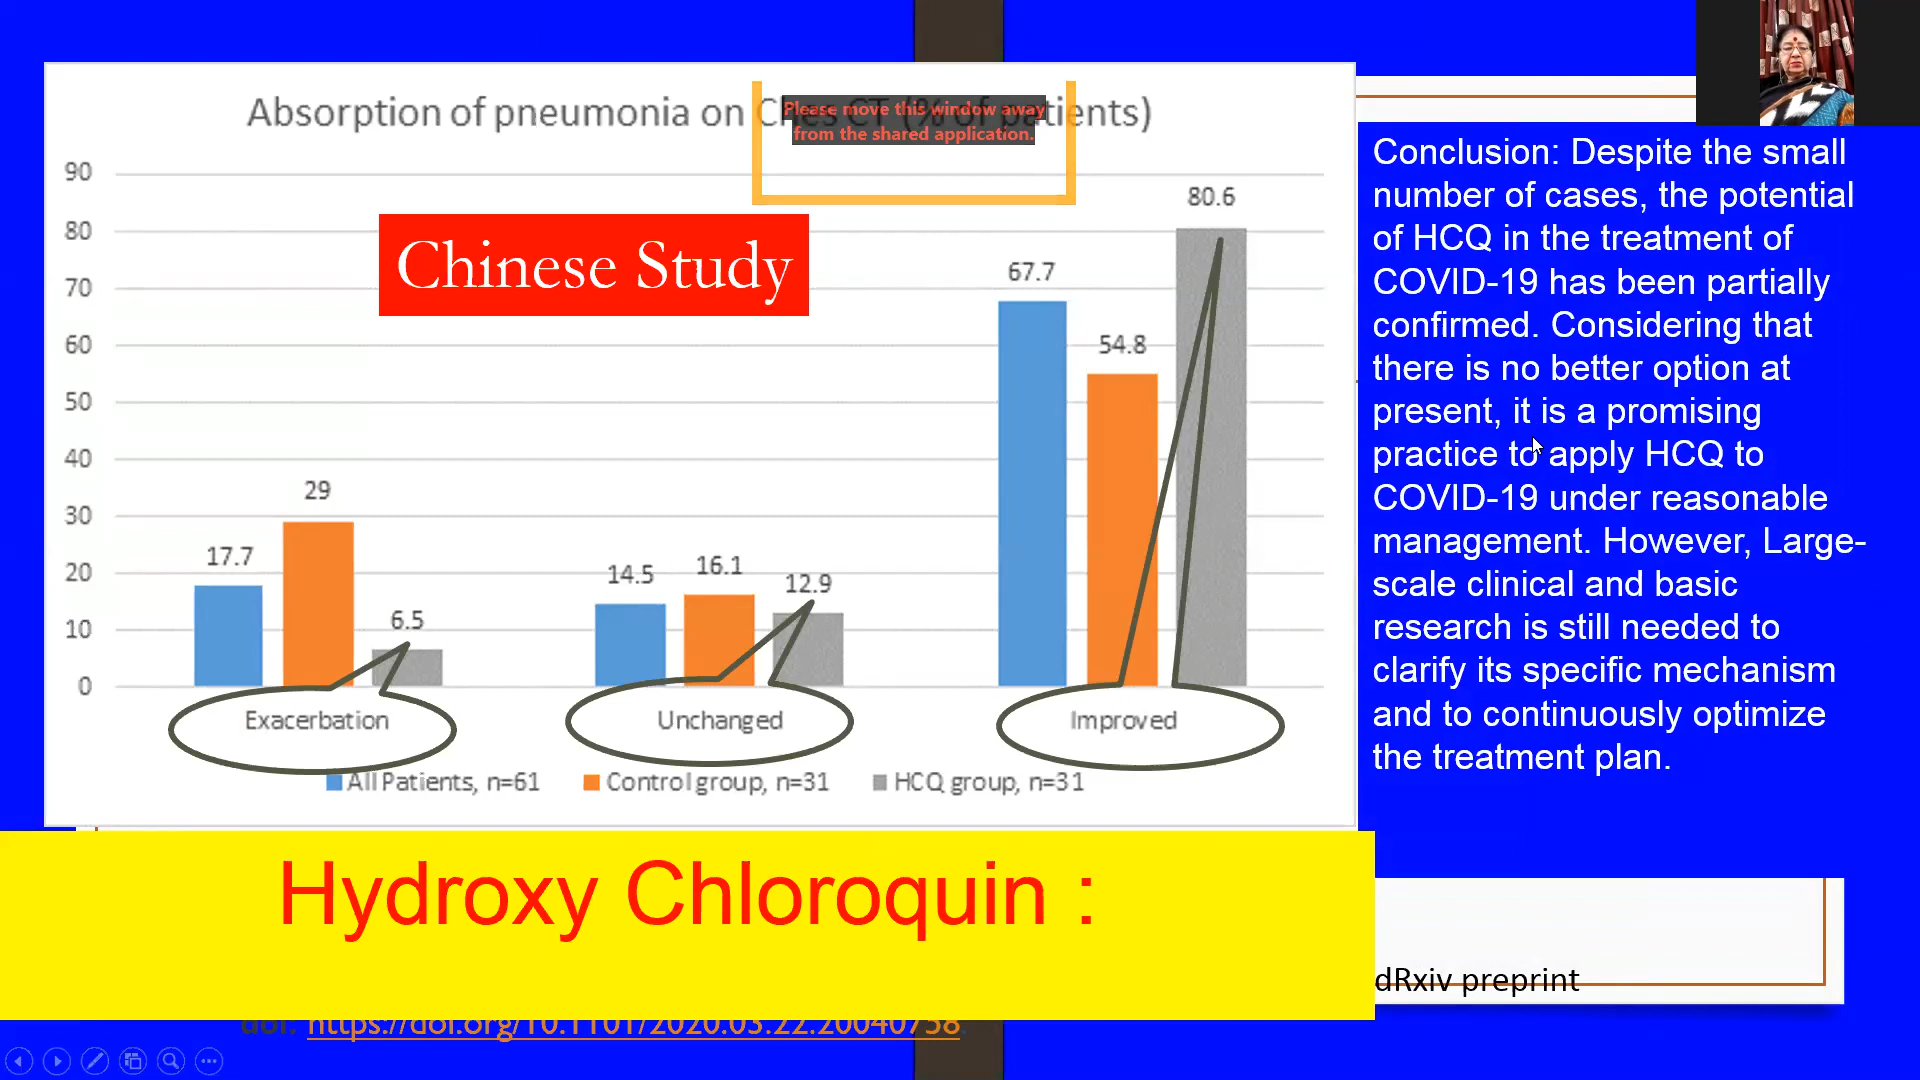 Absorption of pneumonia on Ches CT (% of patients)
Please move this window away
from the shared application.
Chinese Study
90
80
70
60
50
40
30
20
10
0
17.7
29
6.5
14.5
16.1
12.9
67.7
54.8
80.6
Exacerbation
Unchanged
Improved
All Patients, n=61
Control group, n=31
HCQ group, n=31
Conclusion: Despite the small
number of cases, the potential
of HCQ in the treatment of
COVID-19 has been partially
confirmed. Considering that
there is no better option at
present, it is a promising
practice to apply HCQ to
COVID-19 under reasonable
management. However, Large-
scale clinical and basic
research is still needed to
clarify its specific mechanism
and to continuously optimize
the treatment plan.
Hydroxy Chloroquin :
dRxiv preprint
doi: https://doi.org/10.1101/2020.03.22.20040758